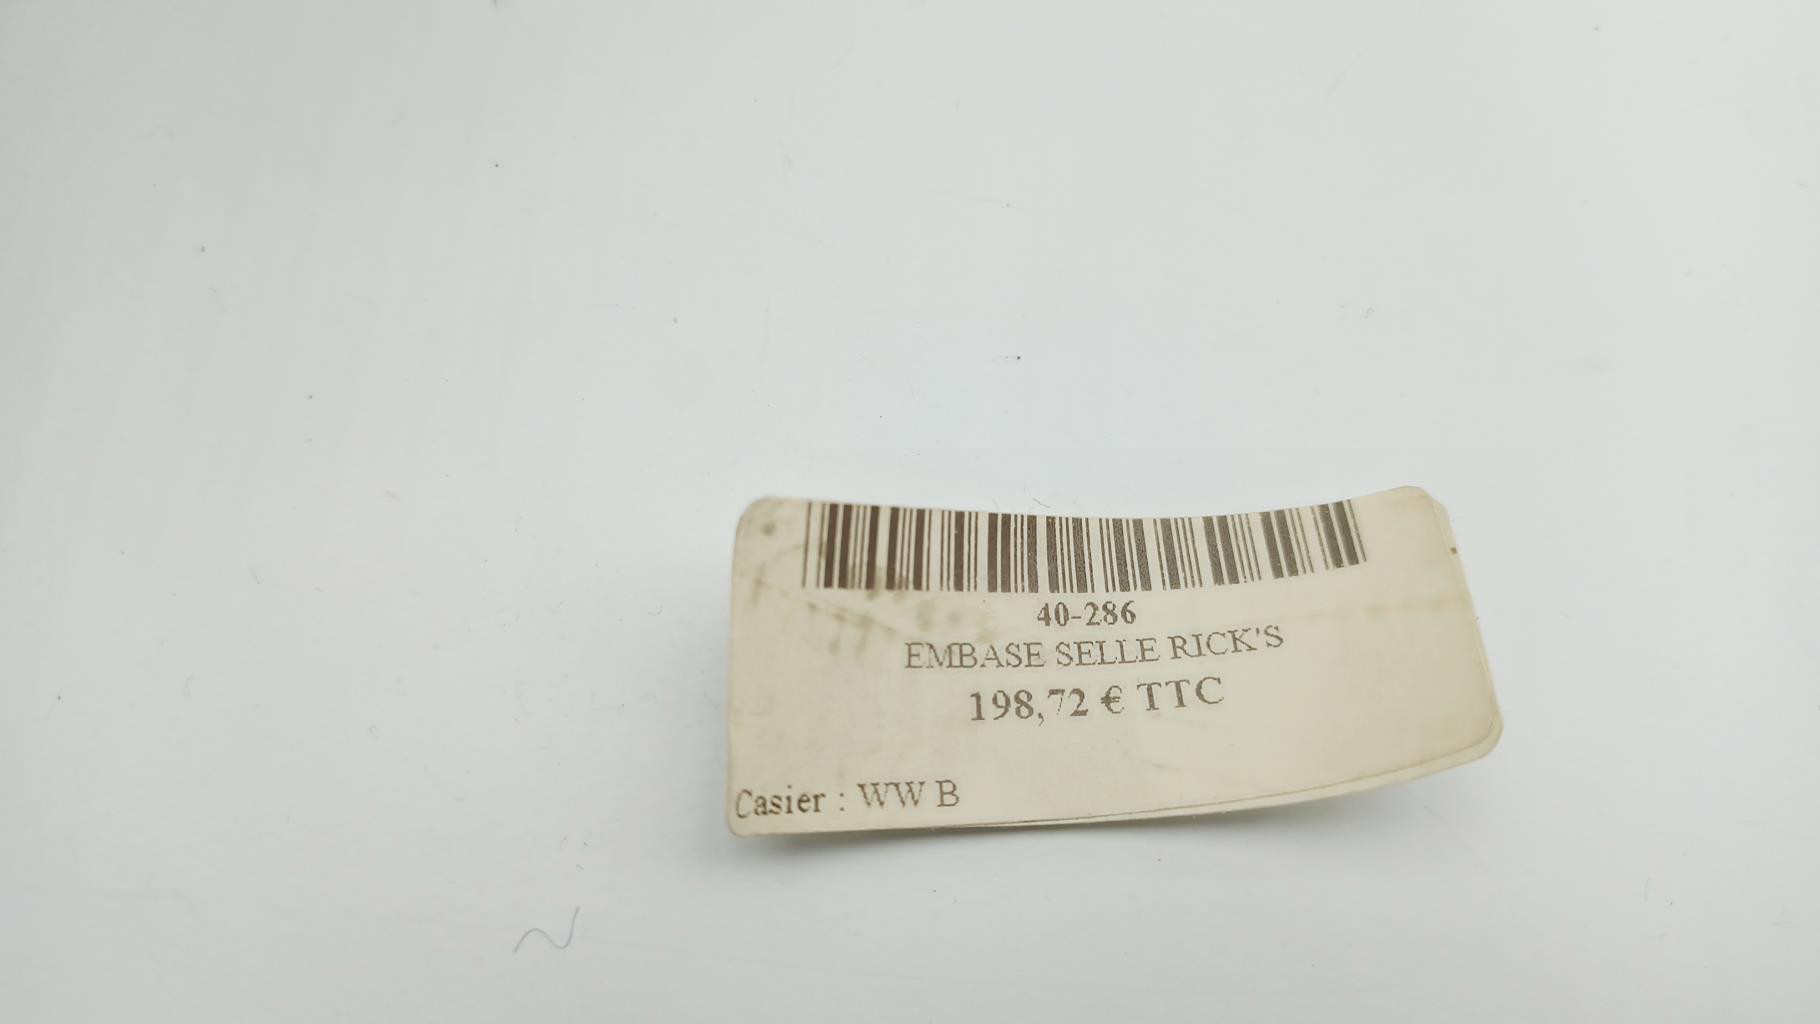 40-286
EMBASE SELLE RICK'S
198,72 € TTC
Casier : WW B